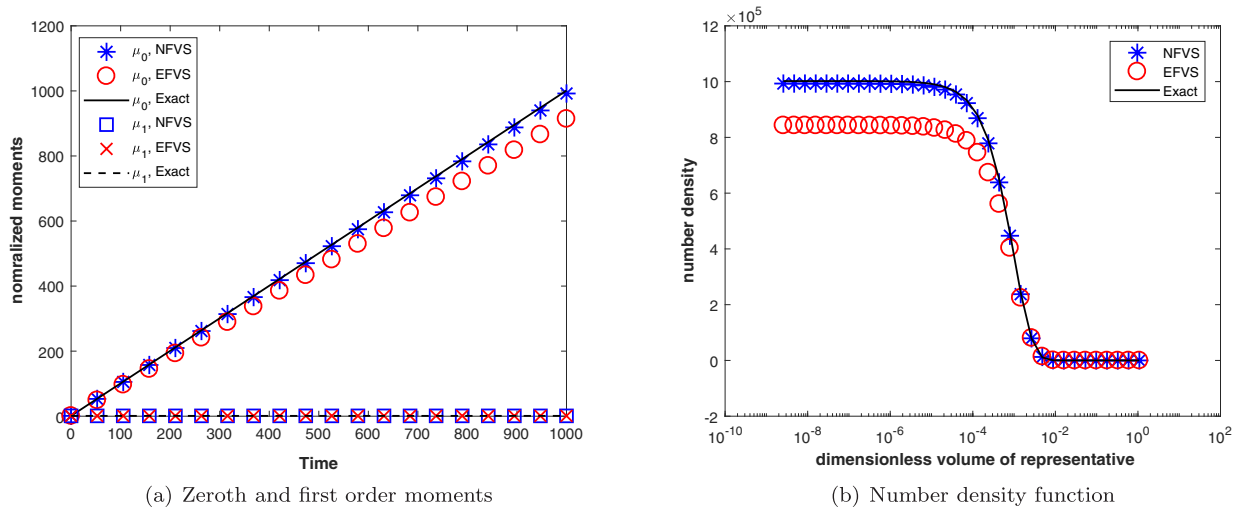 1200
1000
800
600
400
200
0
0 100 200 300 400 500 600 700 800 900 1000
nomralized moments
Time
μ0, NFVS
μ0, EFVS
μ0, Exact
μ1, NFVS
μ1, EFVS
μ1, Exact
(a) Zeroth and first order moments
×10^5
12
10
8
6
4
2
0
-2
10^-10 10^-8 10^-6 10^-4 10^-2 10^0 10^2
number density
dimensionless volume of representative
NFVS
EFVS
Exact
(b) Number density function